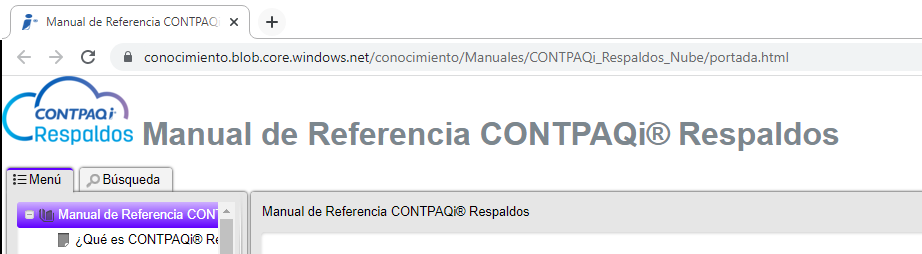 Manual de Referencia CONTPAQi
conocimiento.blob.core.windows.net/conocimiento/Manuales/CONTPAQi_Respaldos_Nube/portada.html
CONTPAQi
Respaldos
Manual de Referencia CONTPAQi® Respaldos
Menú Búsqueda
Manual de Referencia CONT
Manual de Referencia CONTPAQi® Respaldos
¿Qué es CONTPAQi® Re